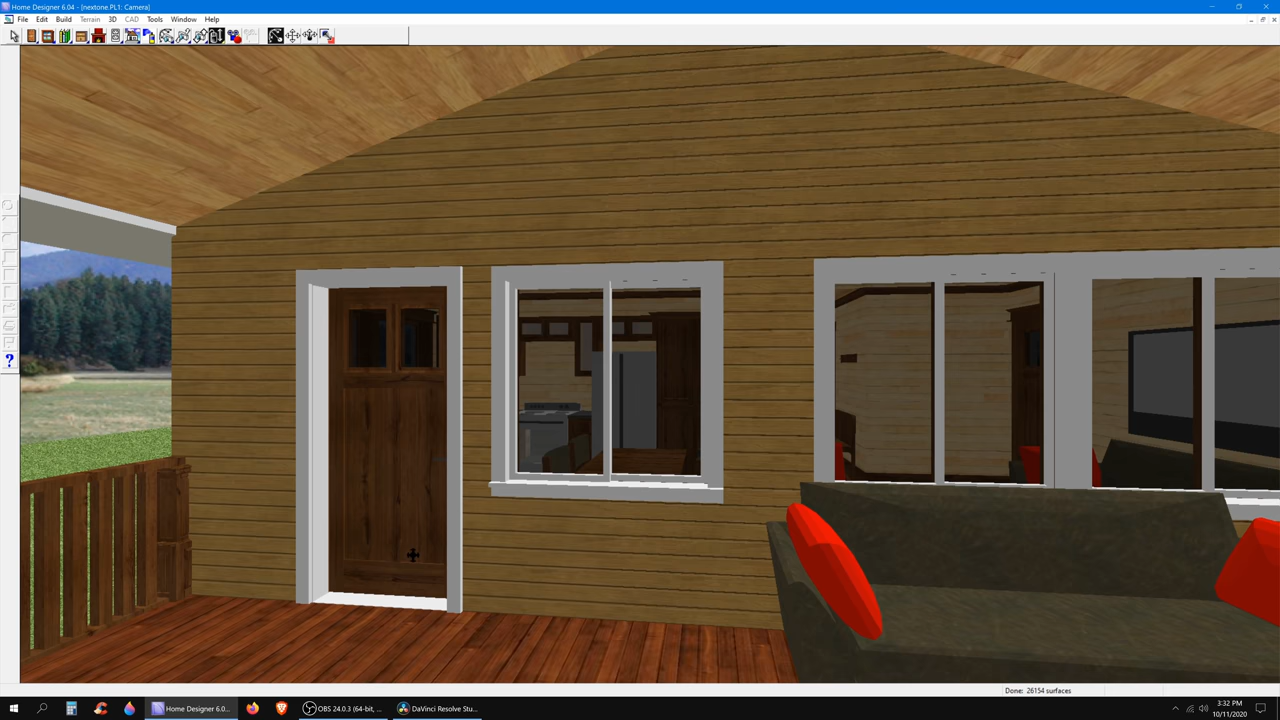 Home Designer 6.04 - [nextone.PL1: Camera]
File Edit Build Terrain 3D CAD Tools Window Help
?
Done: 26154 surfaces
Home Designer 6.0...
OBS 24.0.3 (64-bit, ...
DaVinci Resolve Stu...
3:32 PM
10/11/2020